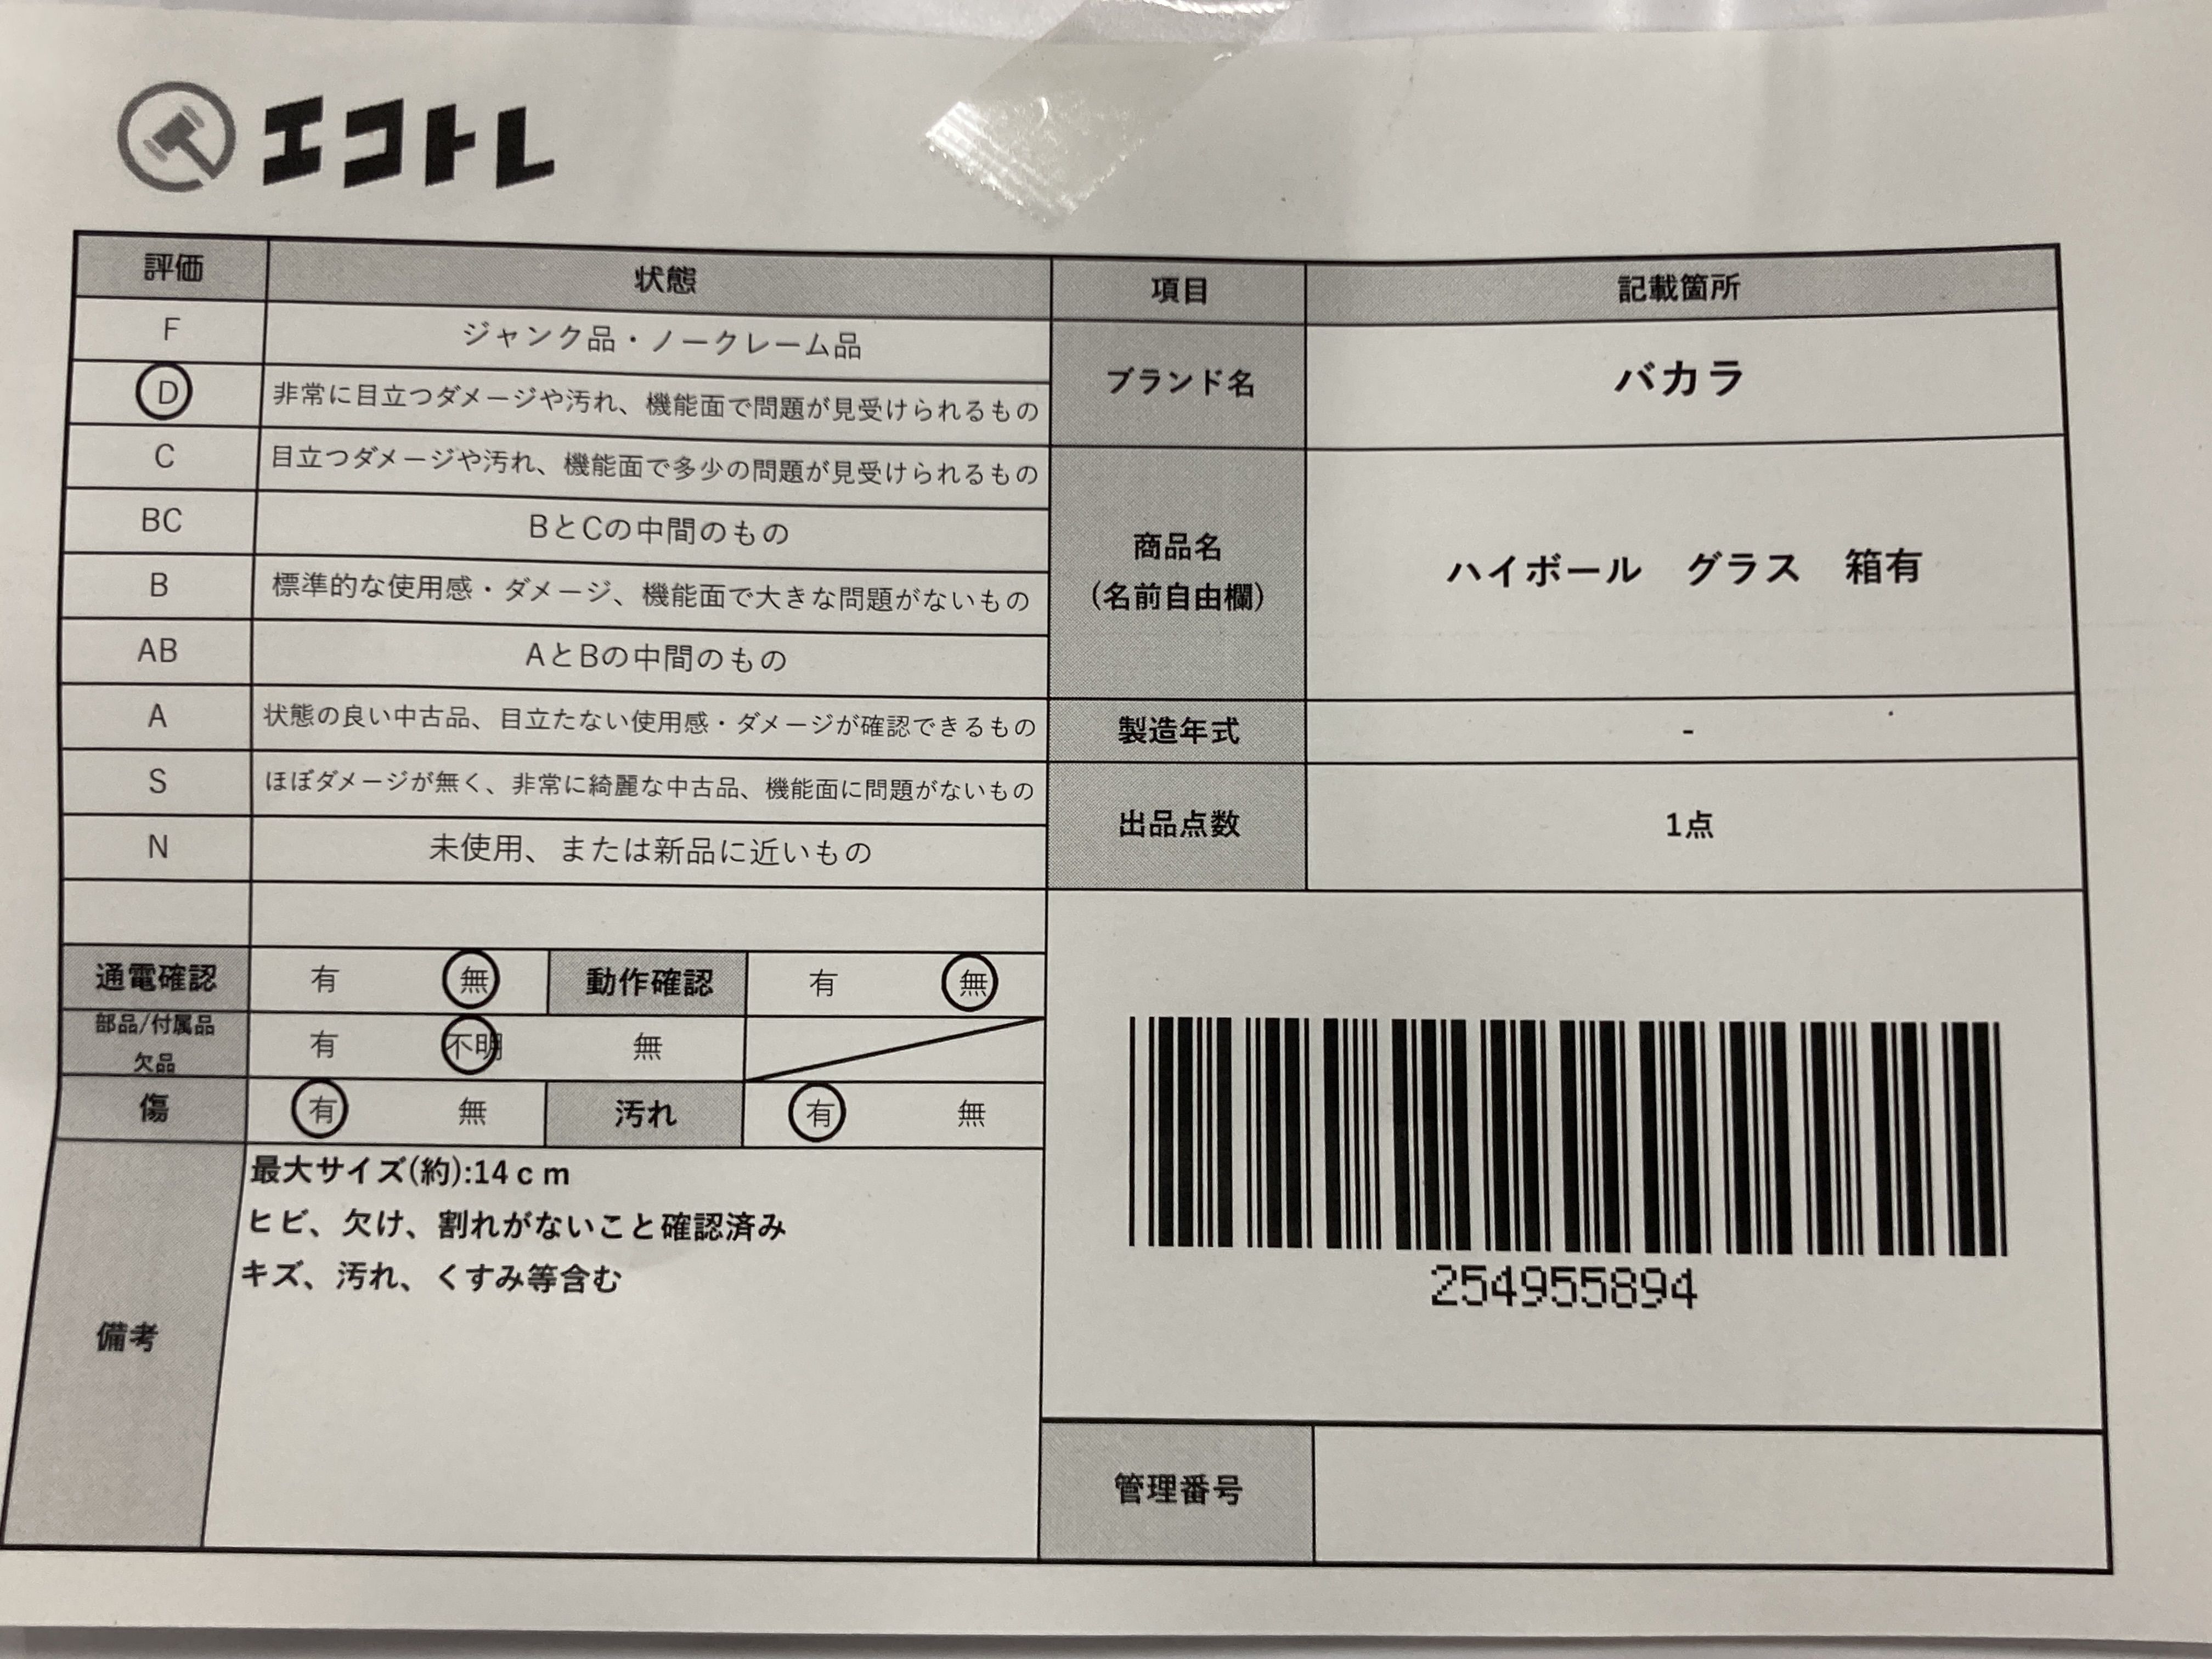 エコトレ
評価 状態 項目 記載箇所
F ジャンク品・ノークレーム品
D 非常に目立つダメージや汚れ、機能面で問題が見受けられるもの
ブランド名 バカラ
C 目立つダメージや汚れ、機能面で多少の問題が見受けられるもの
BC BとCの中間のもの
商品名
(名前自由欄)
ハイボール　グラス　箱有
B 標準的な使用感・ダメージ、機能面で大きな問題がないもの
AB AとBの中間のもの
A 状態の良い中古品、目立たない使用感・ダメージが確認できるもの
製造年式 -
S ほぼダメージが無く、非常に綺麗な中古品、機能面に問題がないもの
出品点数 1点
N 未使用、または新品に近いもの
通電確認 有 無 動作確認 有 無
部品/付属品
欠品
有 不明 無
傷 有 無 汚れ 有 無
備考
最大サイズ(約):14ｃｍ
ヒビ、欠け、割れがないこと確認済み
キズ、汚れ、くすみ等含む
254955894
管理番号